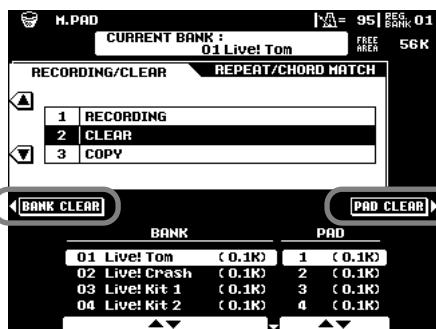 M.PAD
= 95 REG. BANK 01
CURRENT BANK :
01 Live! Tom
FREE AREA 56K
RECORDING/CLEAR REPEAT/CHORD MATCH
1 RECORDING
2 CLEAR
3 COPY
BANK CLEAR PAD CLEAR
BANK PAD
01 Live! Tom ( 0.1K) 1 ( 0.1K)
02 Live! Crash ( 0.1K) 2 ( 0.1K)
03 Live! Kit 1 ( 0.1K) 3 ( 0.1K)
04 Live! Kit 2 ( 0.1K) 4 ( 0.1K)